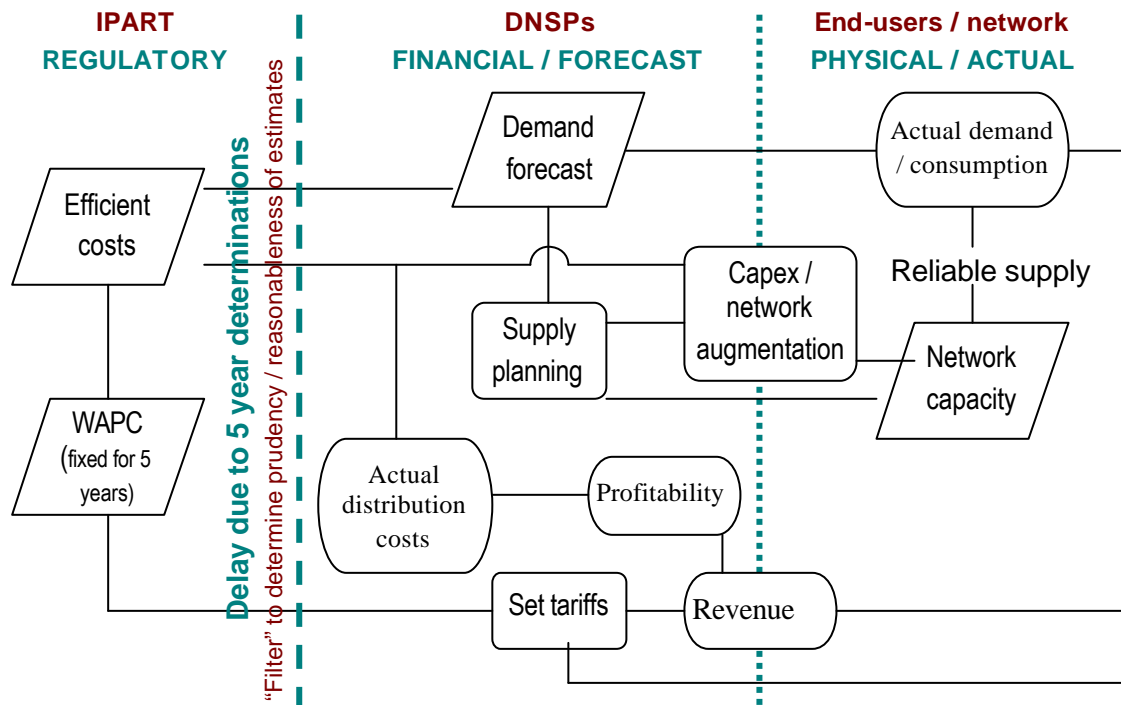 IPART
REGULATORY
DNSPs
FINANCIAL / FORECAST
End-users / network
PHYSICAL / ACTUAL
Delay due to 5 year determinations
"Filter" to determine prudency / reasonableness of estimates
Efficient
costs
WAPC
(fixed for 5
years)
Demand
forecast
Supply
planning
Capex /
network
augmentation
Actual
distribution
costs
Profitability
Set tariffs
Revenue
Actual demand
/ consumption
Reliable supply
Network
capacity